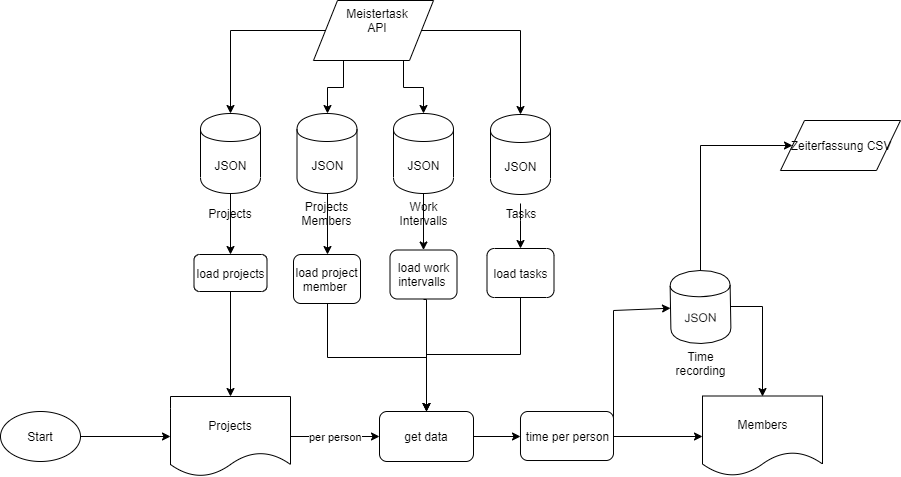 Meistertask
API
JSON
JSON
JSON
JSON
Projects
Projects
Members
Work
Intervalls
Tasks
Zeiterfassung CSV
load projects
load project
member
load work
intervalls
load tasks
JSON
Time
recording
Start
Projects
per person
get data
time per person
Members